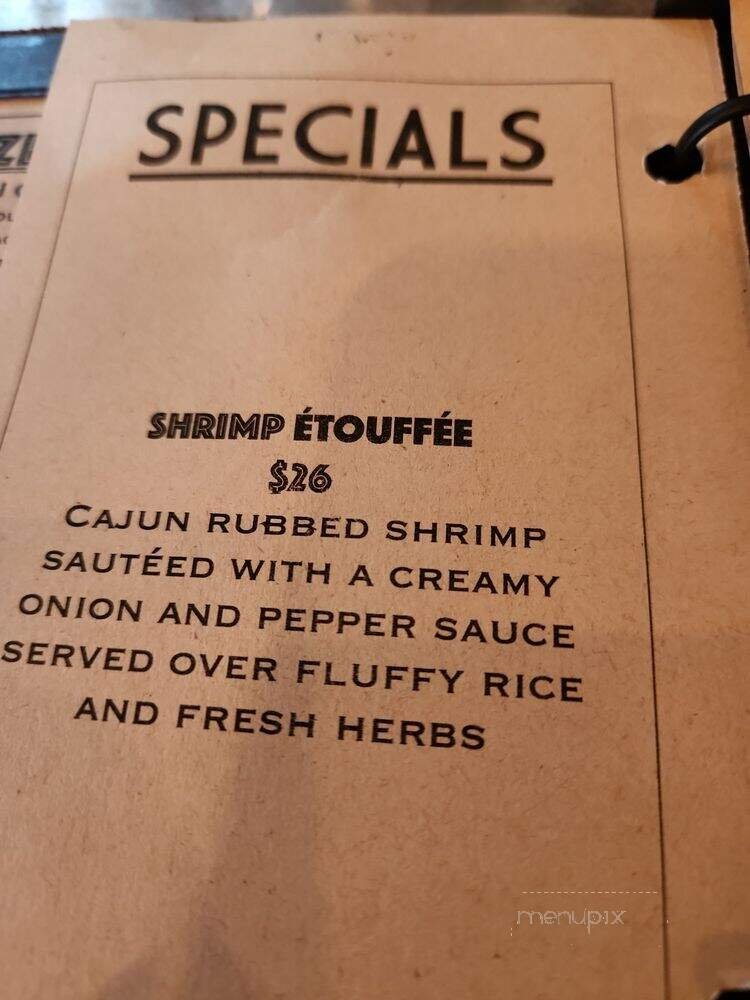 SPECIALS
SHRIMP ÉTOUFFÉE
$26
CAJUN RUBBED SHRIMP
SAUTÉED WITH A CREAMY
ONION AND PEPPER SAUCE
SERVED OVER FLUFFY RICE
AND FRESH HERBS
menupix